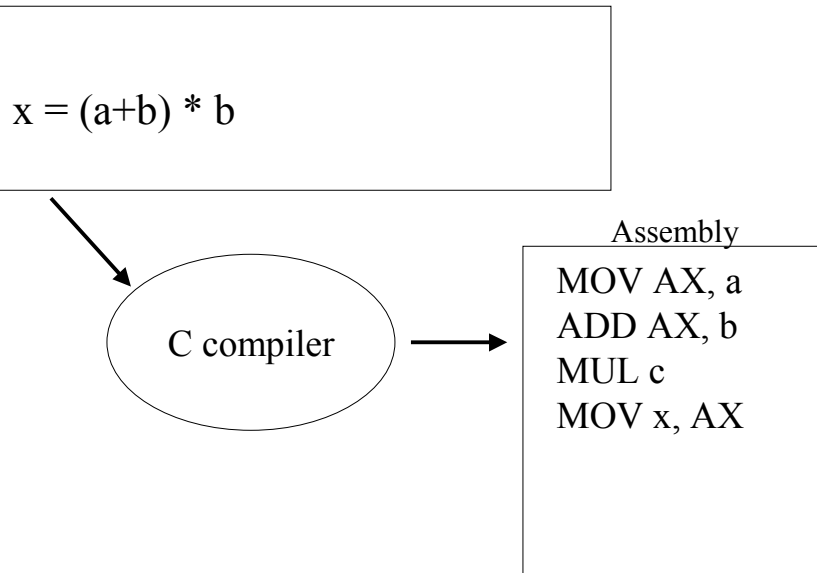 x = (a+b) * b
Assembly
C compiler
MOV AX, a
ADD AX, b
MUL c
MOV x, AX